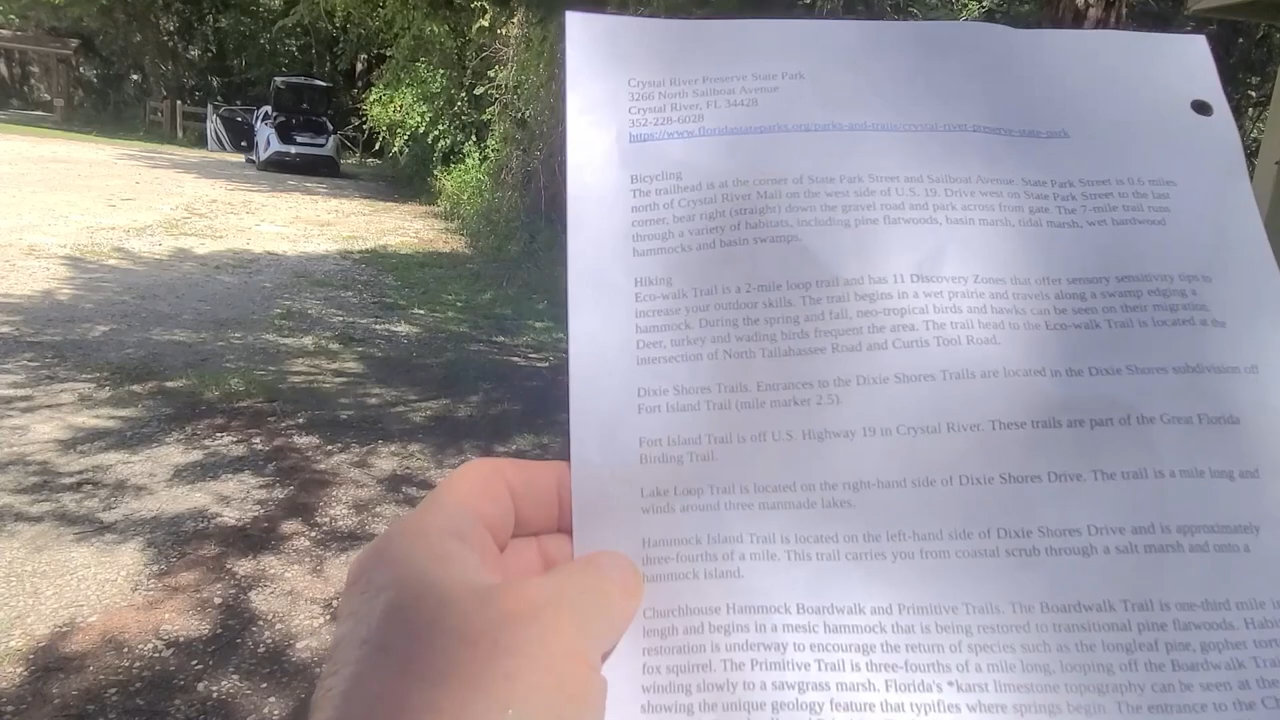 Crystal River Preserve State Park
3266 North Sailboat Avenue
Crystal River, FL 34428
352-228-6028
https://www.floridastateparks.org/parks-and-trails/crystal-river-preserve-state-park
Bicycling
The trailhead is at the corner of State Park Street and Sailboat Avenue. State Park Street is 0.6 miles
north of Crystal River Mall on the west side of U.S. 19. Drive west on State Park Street to the last
corner, bear right (straight) down the gravel road and park across from gate. The 7-mile trail runs
through a variety of habitats, including pine flatwoods, basin marsh, tidal marsh, wet hardwood
hammocks and basin swamps.
Hiking
Eco-walk Trail is a 2-mile loop trail and has 11 Discovery Zones that offer sensory sensitivity tips to
increase your outdoor skills. The trail begins in a wet prairie and travels along a swamp edging a
hammock. During the spring and fall, neo-tropical birds and hawks can be seen on their migration.
Deer, turkey and wading birds frequent the area. The trail head to the Eco-walk Trail is located at the
intersection of North Tallahassee Road and Curtis Tool Road.
Dixie Shores Trails. Entrances to the Dixie Shores Trails are located in the Dixie Shores subdivision off
Fort Island Trail (mile marker 2.5).
Fort Island Trail is off U.S. Highway 19 in Crystal River. These trails are part of the Great Florida
Birding Trail.
Lake Loop Trail is located on the right-hand side of Dixie Shores Drive. The trail is a mile long and
winds around three manmade lakes.
Hammock Island Trail is located on the left-hand side of Dixie Shores Drive and is approximately
three-fourths of a mile. This trail carries you from coastal scrub through a salt marsh and onto a
hammock island.
Churchhouse Hammock Boardwalk and Primitive Trails. The Boardwalk Trail is one-third mile
length and begins in a mesic hammock that is being restored to transitional pine flatwoods.
restoration is underway to encourage the return of species such as the longleaf pine, gopher
fox squirrel. The Primitive Trail is three-fourths of a mile long, looping off the Boardwalk
winding slowly to a sawgrass marsh. Florida's *karst limestone topography can be seen at the
showing the unique geology feature that typifies where springs begin. The entrance to the